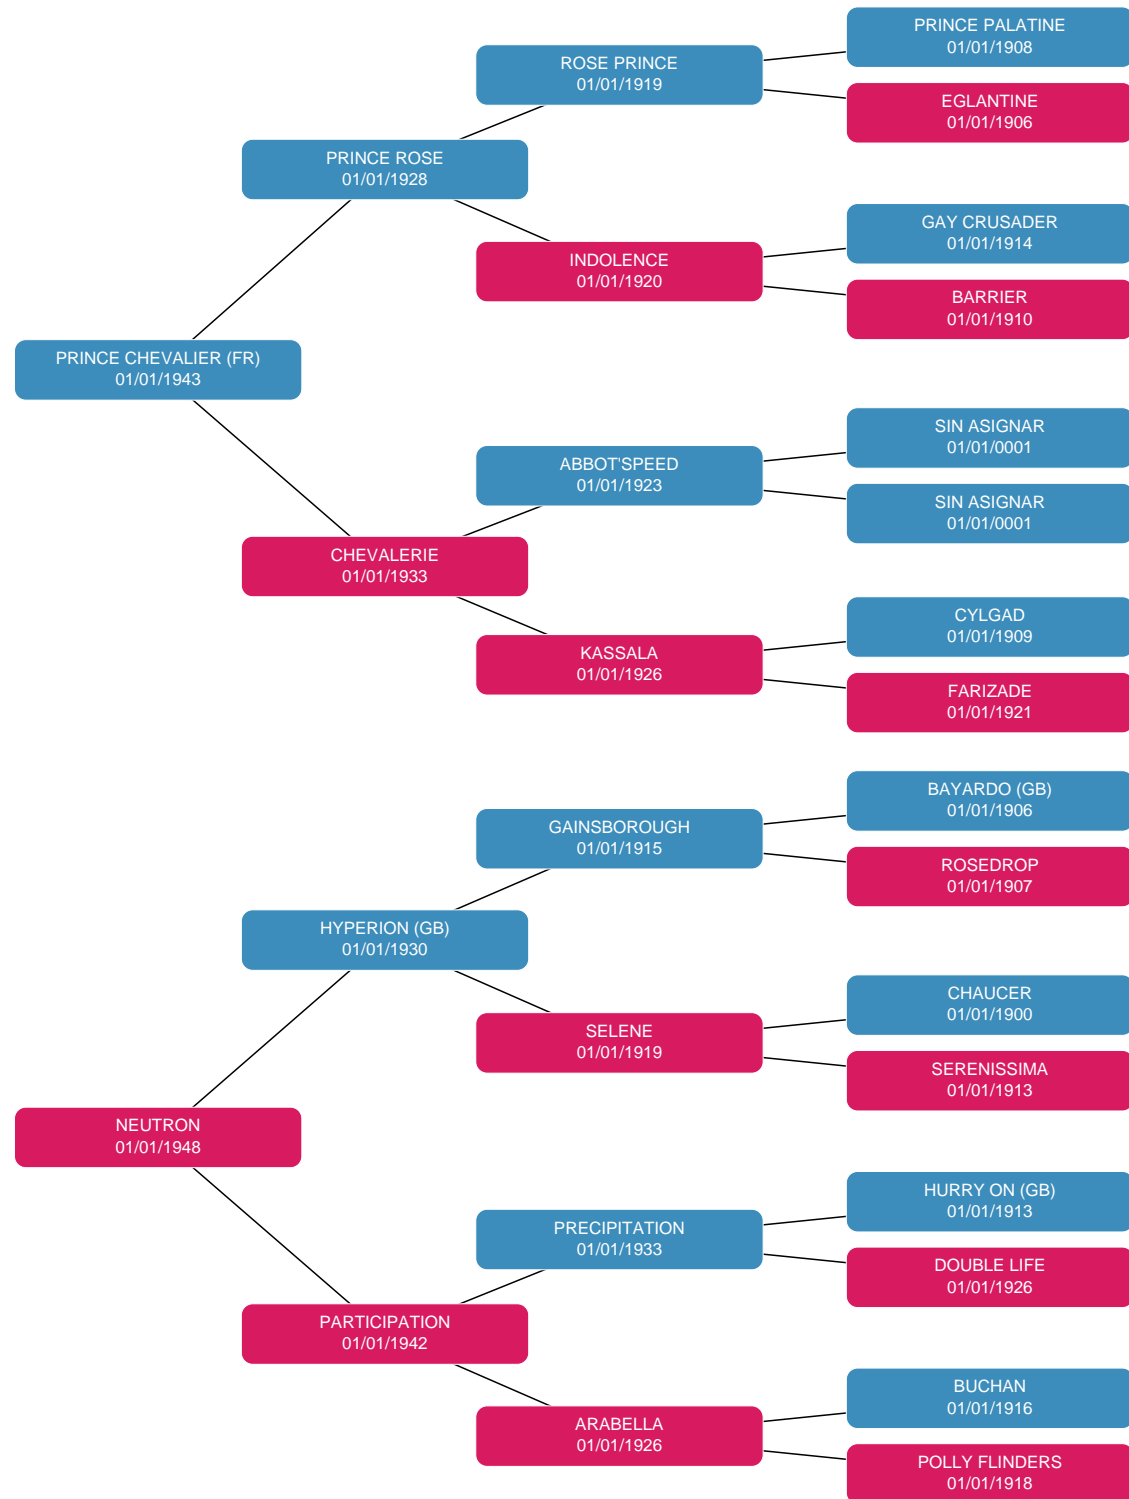 PRINCE PALATINE
01/01/1908
ROSE PRINCE
01/01/1919
EGLANTINE
01/01/1906
PRINCE ROSE
01/01/1928
GAY CRUSADER
01/01/1914
INDOLENCE
01/01/1920
BARRIER
01/01/1910
PRINCE CHEVALIER (FR)
01/01/1943
SIN ASIGNAR
01/01/0001
ABBOT'SPEED
01/01/1923
SIN ASIGNAR
01/01/0001
CHEVALERIE
01/01/1933
CYLGAD
01/01/1909
KASSALA
01/01/1926
FARIZADE
01/01/1921
BAYARDO (GB)
01/01/1906
GAINSBOROUGH
01/01/1915
ROSEDROP
01/01/1907
HYPERION (GB)
01/01/1930
CHAUCER
01/01/1900
SELENE
01/01/1919
SERENISSIMA
01/01/1913
NEUTRON
01/01/1948
HURRY ON (GB)
01/01/1913
PRECIPITATION
01/01/1933
DOUBLE LIFE
01/01/1926
PARTICIPATION
01/01/1942
BUCHAN
01/01/1916
ARABELLA
01/01/1926
POLLY FLINDERS
01/01/1918